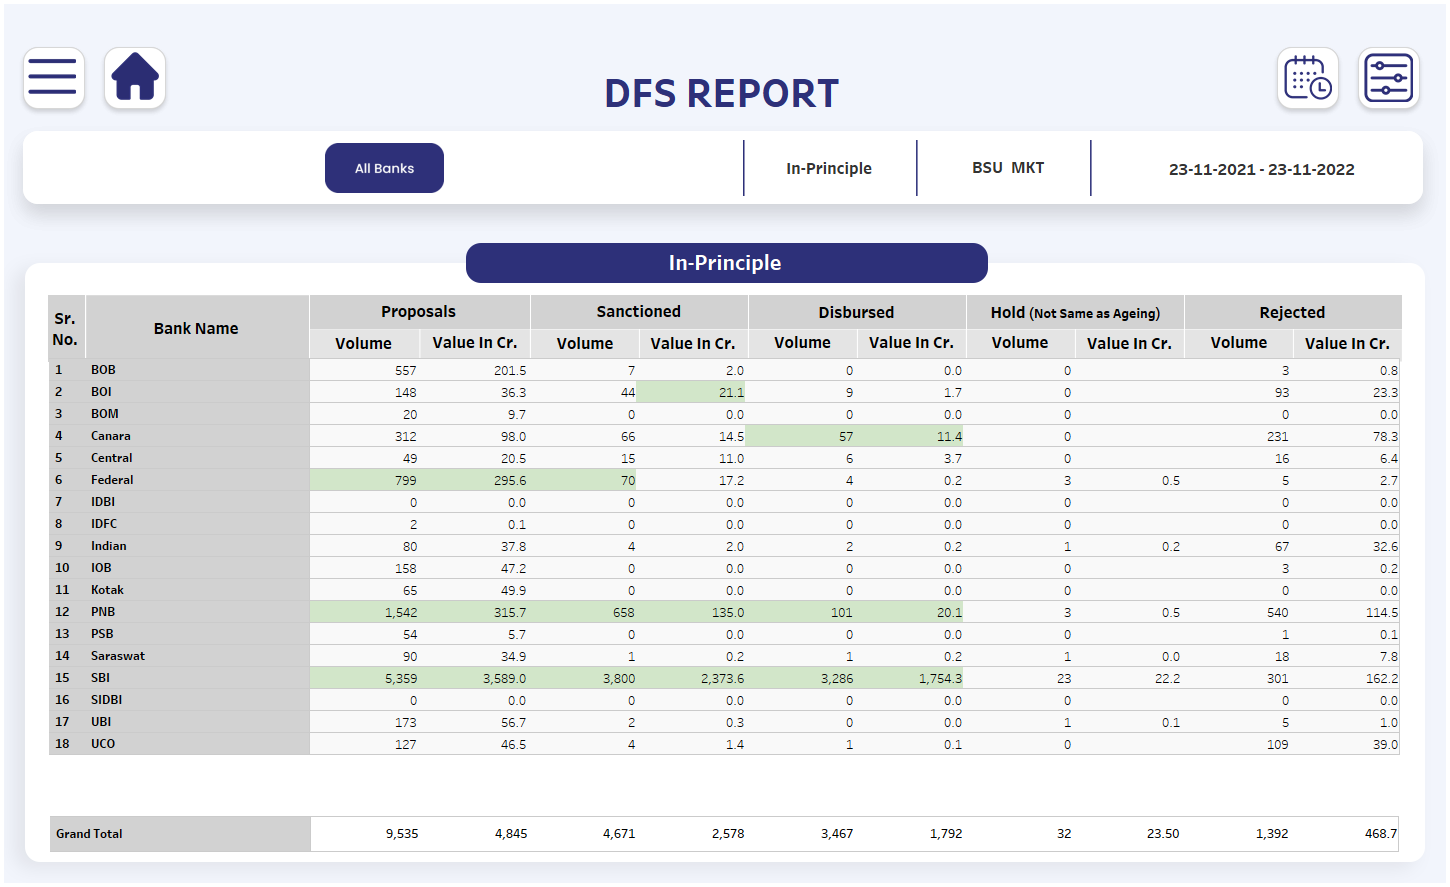 DFS REPORT
All Banks In-Principle BSU MKT 23-11-2021 - 23-11-2022
In-Principle
Sr. No. Bank Name Proposals Sanctioned Disbursed Hold (Not Same as Ageing) Rejected
Volume Value In Cr. Volume Value In Cr. Volume Value In Cr. Volume Value In Cr. Volume Value In Cr.
1 BOB 557 201.5 7 2.0 0 0.0 0 3 0.8
2 BOI 148 36.3 44 21.1 9 1.7 0 93 23.3
3 BOM 20 9.7 0 0.0 0 0.0 0 0 0.0
4 Canara 312 98.0 66 14.5 57 11.4 0 231 78.3
5 Central 49 20.5 15 11.0 6 3.7 0 16 6.4
6 Federal 799 295.6 70 17.2 4 0.2 3 0.5 5 2.7
7 IDBI 0 0.0 0 0.0 0 0.0 0 0 0.0
8 IDFC 2 0.1 0 0.0 0 0.0 0 0 0.0
9 Indian 80 37.8 4 2.0 2 0.2 1 0.2 67 32.6
10 IOB 158 47.2 0 0.0 0 0.0 0 3 0.2
11 Kotak 65 49.9 0 0.0 0 0.0 0 0 0.0
12 PNB 1,542 315.7 658 135.0 101 20.1 3 0.5 540 114.5
13 PSB 54 5.7 0 0.0 0 0.0 0 1 0.1
14 Saraswat 90 34.9 1 0.2 1 0.2 1 0.0 18 7.8
15 SBI 5,359 3,589.0 3,800 2,373.6 3,286 1,754.3 23 22.2 301 162.2
16 SIDBI 0 0.0 0 0.0 0 0.0 0 0 0.0
17 UBI 173 56.7 2 0.3 0 0.0 1 0.1 5 1.0
18 UCO 127 46.5 4 1.4 1 0.1 0 109 39.0
Grand Total 9,535 4,845 4,671 2,578 3,467 1,792 32 23.50 1,392 468.7